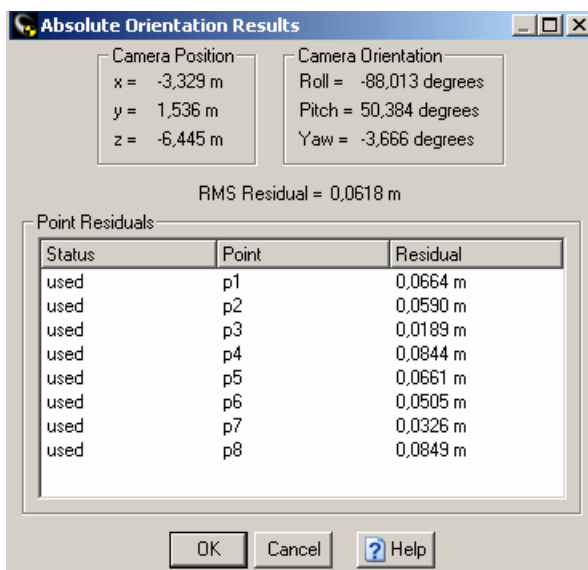 Absolute Orientation Results
Camera Position
x = -3,329 m
y = 1,536 m
z = -6,445 m
Camera Orientation
Roll = -88,013 degrees
Pitch = 50,384 degrees
Yaw = -3,666 degrees
RMS Residual = 0,0618 m
Point Residuals
Status Point Residual
used p1 0,0664 m
used p2 0,0590 m
used p3 0,0189 m
used p4 0,0844 m
used p5 0,0661 m
used p6 0,0505 m
used p7 0,0326 m
used p8 0,0849 m
OK Cancel ? Help